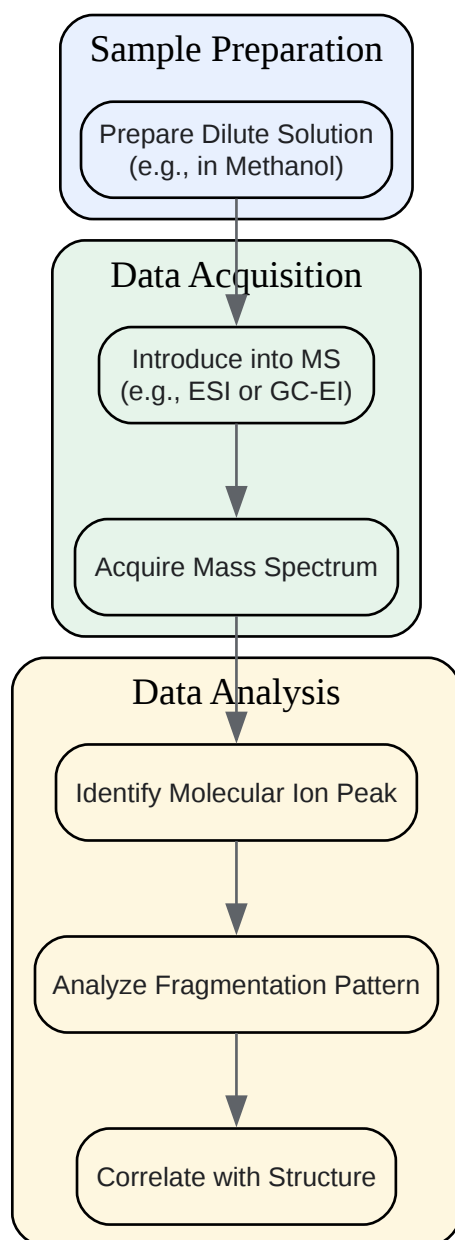 Sample Preparation
Prepare Dilute Solution
(e.g., in Methanol)
Data Acquisition
Introduce into MS
(e.g., ESI or GC-EI)
Acquire Mass Spectrum
Data Analysis
Identify Molecular Ion Peak
Analyze Fragmentation Pattern
Correlate with Structure